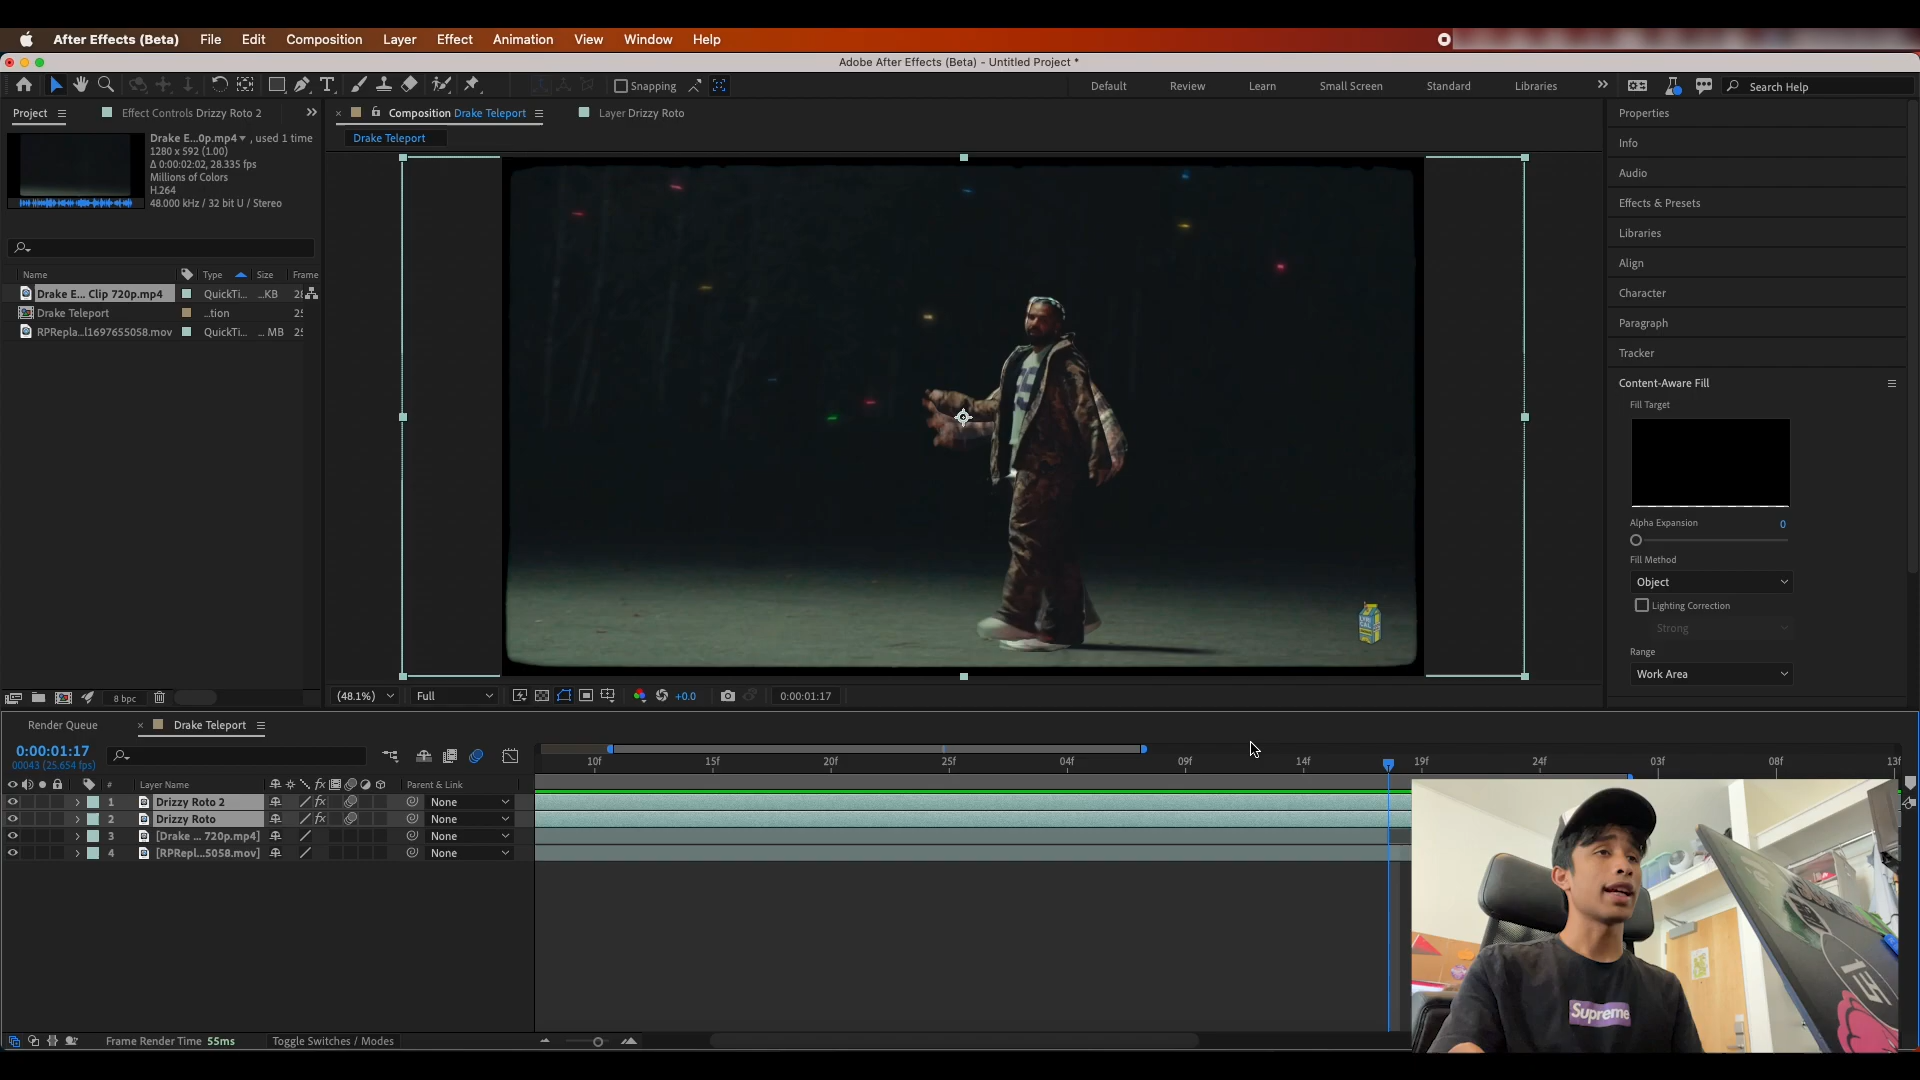 After Effects (Beta) File Edit Composition Layer Effect Animation View Window Help
Adobe After Effects (Beta) - Untitled Project *
Snapping
Default Review Learn Small Screen Standard Libraries
Search Help
Project
Effect Controls Drizzy Roto 2
Drake E...0p.mp4 , used 1 time
1280 x 592 (1.00)
Δ 0:00:02:02, 28.335 fps
Millions of Colors
H.264
48.000 kHz / 32 bit U / Stereo
Name Type Size Frame
Drake E... Clip 720p.mp4 QuickTi... ...KB
Drake Teleport ...tion
RPRepla...l1697655058.mov QuickTi... ... MB
8 bpc
Composition Drake Teleport
Layer Drizzy Roto
Drake Teleport
LYRICAL
(48.1%) Full +0.0 0:00:01:17
Properties
Info
Audio
Effects & Presets
Libraries
Align
Character
Paragraph
Tracker
Content-Aware Fill
Fill Target
Alpha Expansion 0
Fill Method
Object
Lighting Correction
Strong
Range
Work Area
Render Queue
Drake Teleport
0:00:01:17
00043 (25.654 fps)
10f 15f 20f 25f 04f 09f 14f 19f 24f 03f 08f 13f
# Layer Name fx Parent & Link
1 Drizzy Roto 2 fx None
2 Drizzy Roto fx None
3 [Drake ... 720p.mp4] None
4 [RPRepl...5058.mov] None
Frame Render Time 55ms
Toggle Switches / Modes
Supreme
13